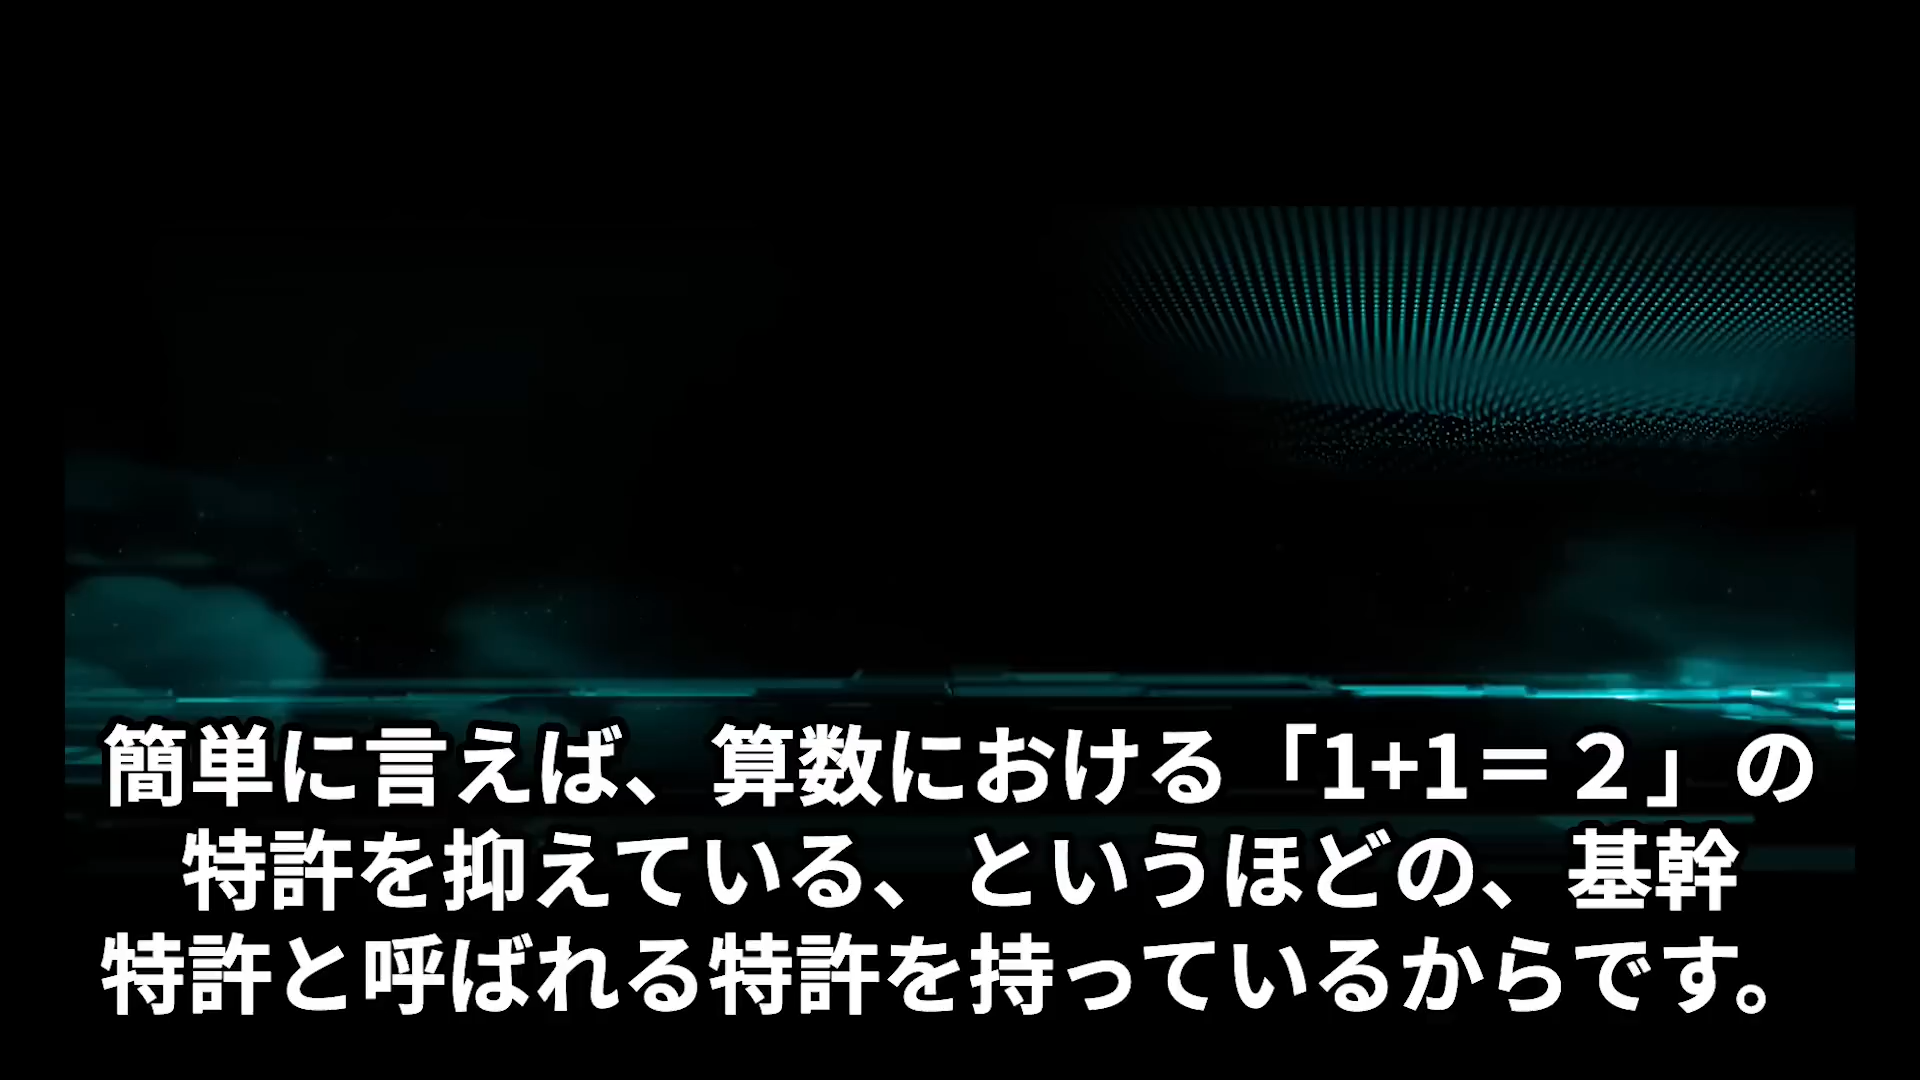 簡単に言えば、算数における「1+1＝２」の
特許を抑えている、というほどの、基幹
特許と呼ばれる特許を持っているからです。